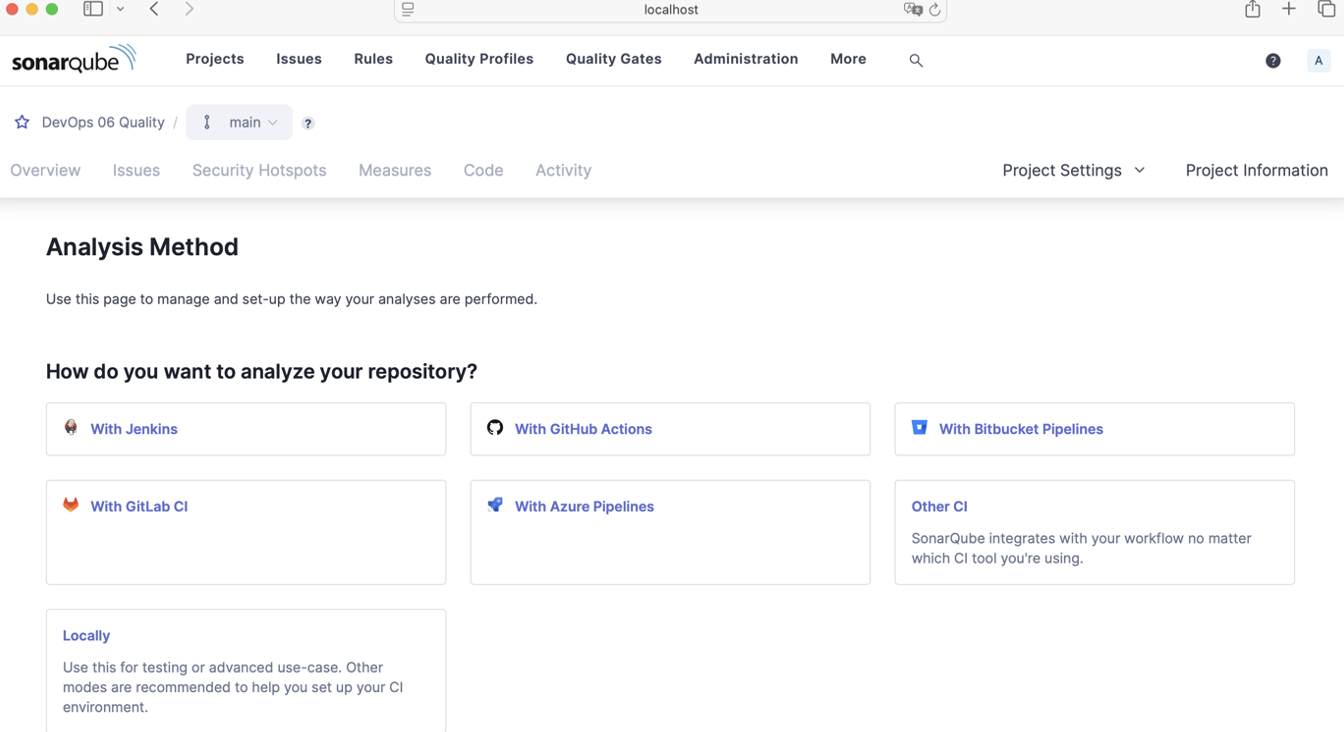 localhost
sonarqube Projects Issues Rules Quality Profiles Quality Gates Administration More ? A
DevOps 06 Quality / main ?
Overview Issues Security Hotspots Measures Code Activity Project Settings Project Information
Analysis Method
Use this page to manage and set-up the way your analyses are performed.
How do you want to analyze your repository?
With Jenkins
With GitHub Actions
With Bitbucket Pipelines
With GitLab CI
With Azure Pipelines
Other CI
SonarQube integrates with your workflow no matter
which CI tool you're using.
Locally
Use this for testing or advanced use-case. Other
modes are recommended to help you set up your CI
environment.